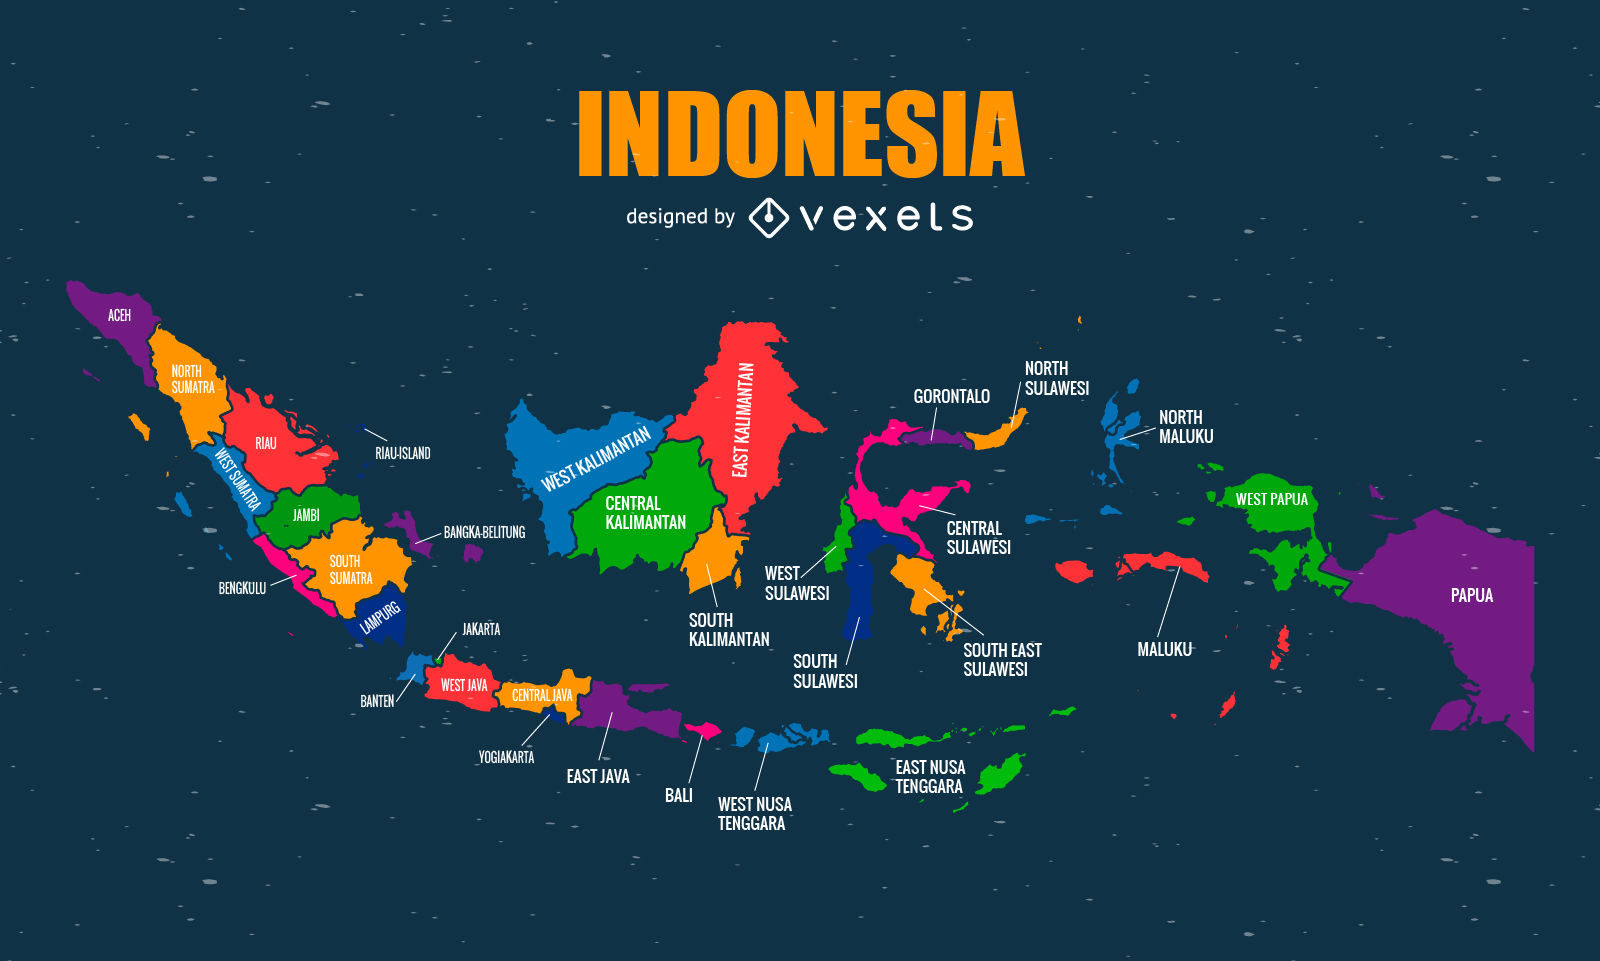 INDONESIA
designed by vexels
ACEH
NORTH
SUMATRA
RIAU
RIAU-ISLAND
WEST SUMATRA
JAMBI
BANGKA-BELITUNG
SOUTH
SUMATRA
BENGKULU
LAMPURG
JAKARTA
BANTEN
WEST JAVA
CENTRAL JAVA
YOGIAKARTA
EAST JAVA
BALI
WEST NUSA
TENGGARA
EAST NUSA
TENGGARA
WEST KALIMANTAN
CENTRAL
KALIMANTAN
EAST KALIMANTAN
SOUTH
KALIMANTAN
GORONTALO
NORTH
SULAWESI
CENTRAL
SULAWESI
WEST
SULAWESI
SOUTH
SULAWESI
SOUTH EAST
SULAWESI
NORTH
MALUKU
MALUKU
WEST PAPUA
PAPUA